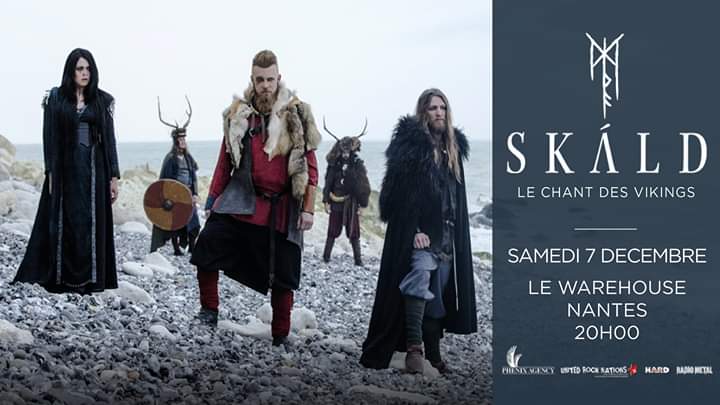 SKÁLD
LE CHANT DES VIKINGS
SAMEDI 7 DECEMBRE
LE WAREHOUSE
NANTES
20H00
PHENIX AGENCY
UNITED ROCK NATIONS
HARD
RADIO METAL